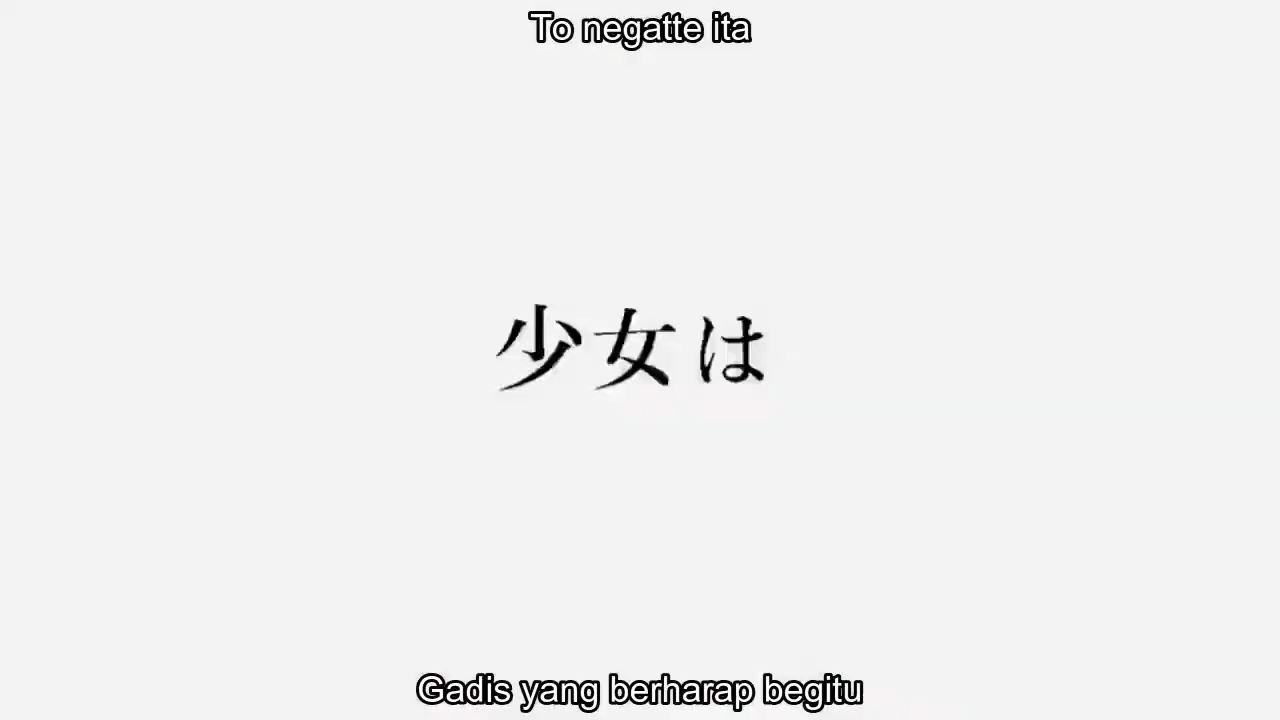 To negatte ita
少女は
Gadis yang berharap begitu